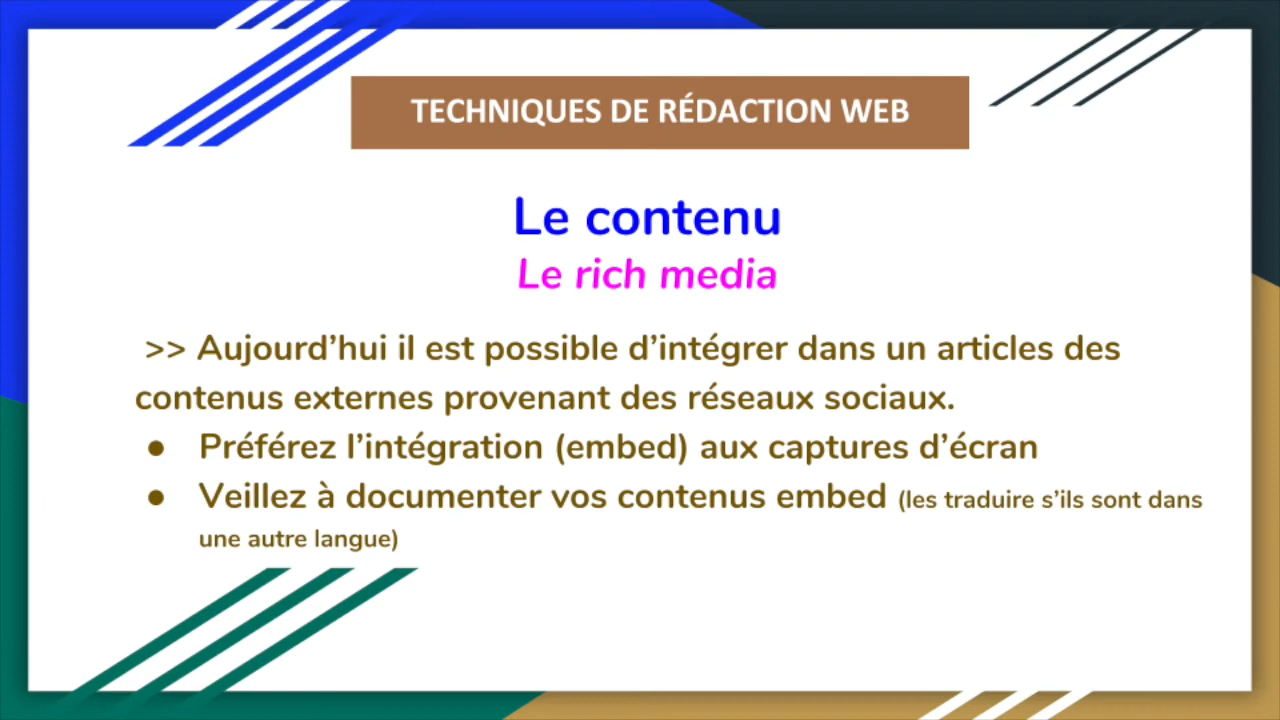 TECHNIQUES DE RÉDACTION WEB
Le contenu
Le rich media
>> Aujourd’hui il est possible d’intégrer dans un articles des
contenus externes provenant des réseaux sociaux.
● Préférez l’intégration (embed) aux captures d’écran
● Veillez à documenter vos contenus embed (les traduire s’ils sont dans
une autre langue)